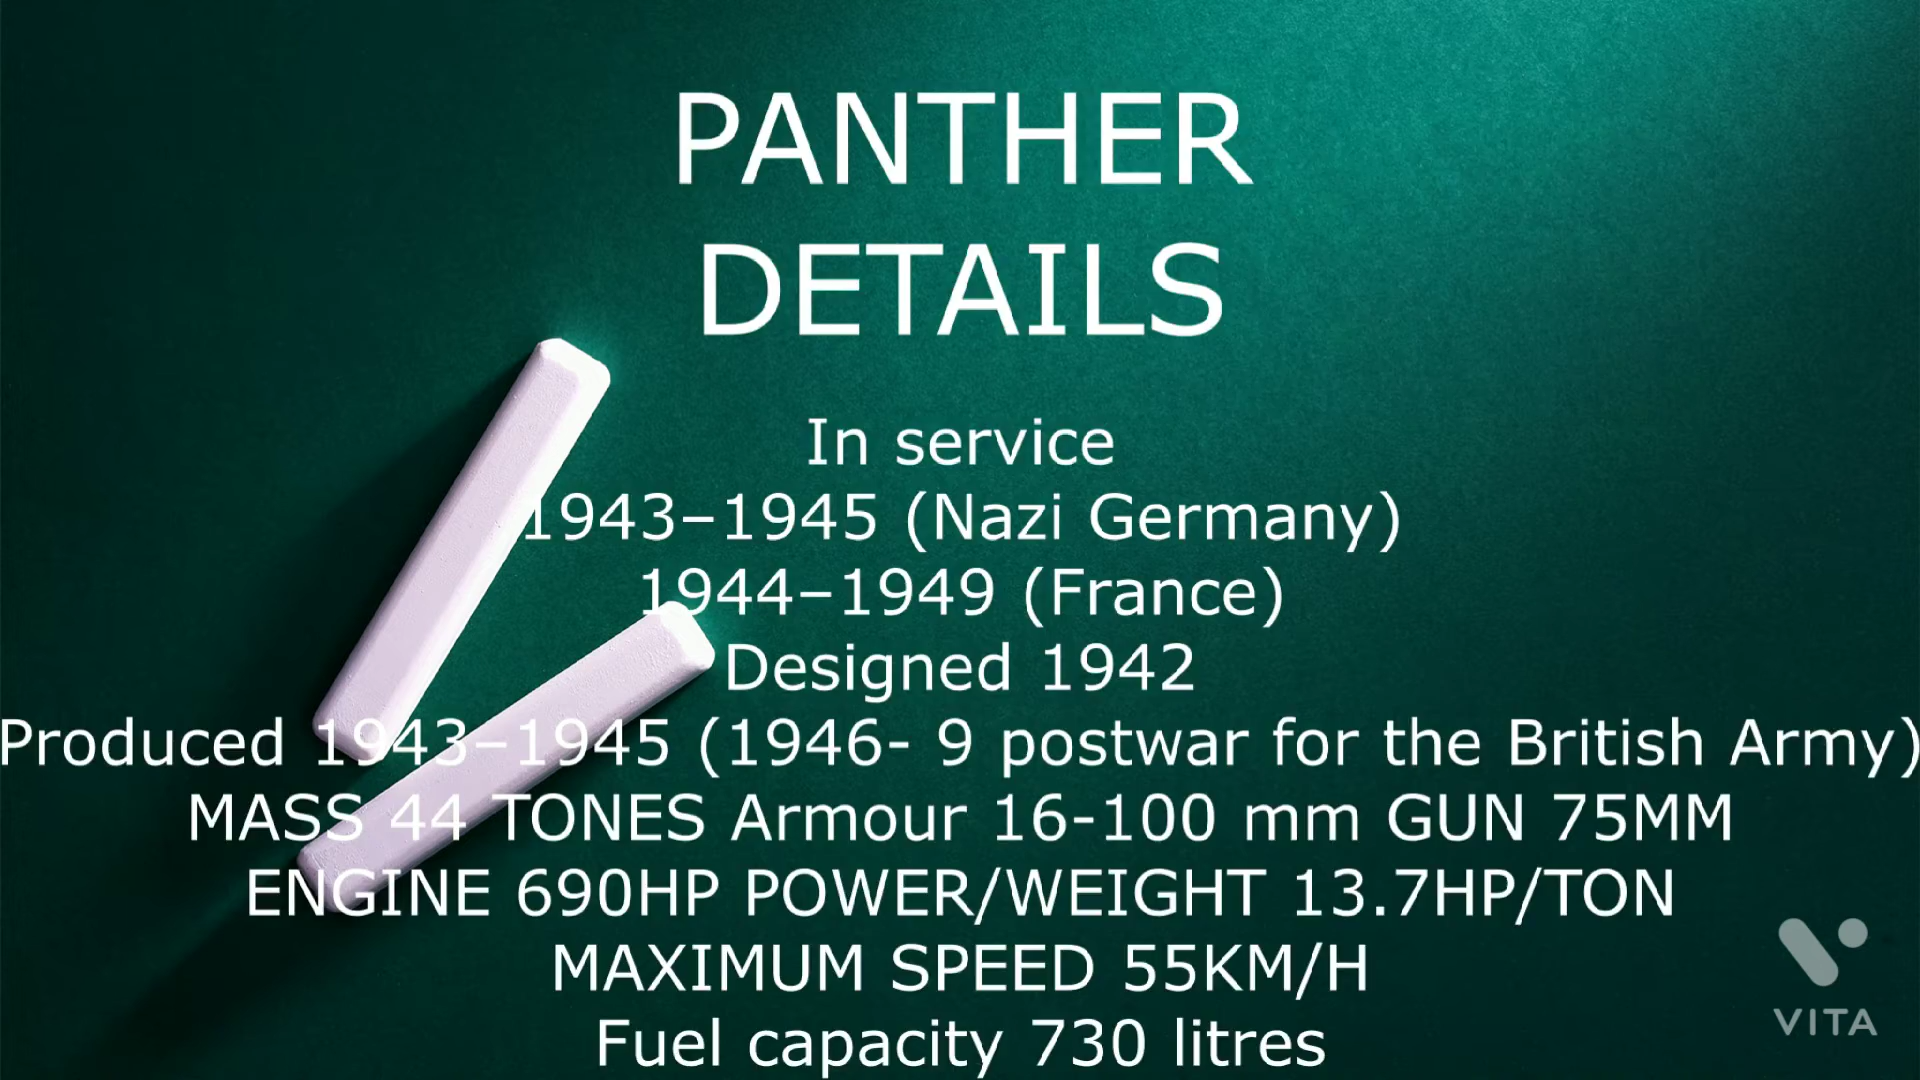 PANTHER
DETAILS
In service
1943–1945 (Nazi Germany)
1944–1949 (France)
Designed 1942
Produced 1943–1945 (1946- 9 postwar for the British Army)
MASS 44 TONES Armour 16-100 mm GUN 75MM
ENGINE 690HP POWER/WEIGHT 13.7HP/TON
MAXIMUM SPEED 55KM/H
Fuel capacity 730 litres
VITA